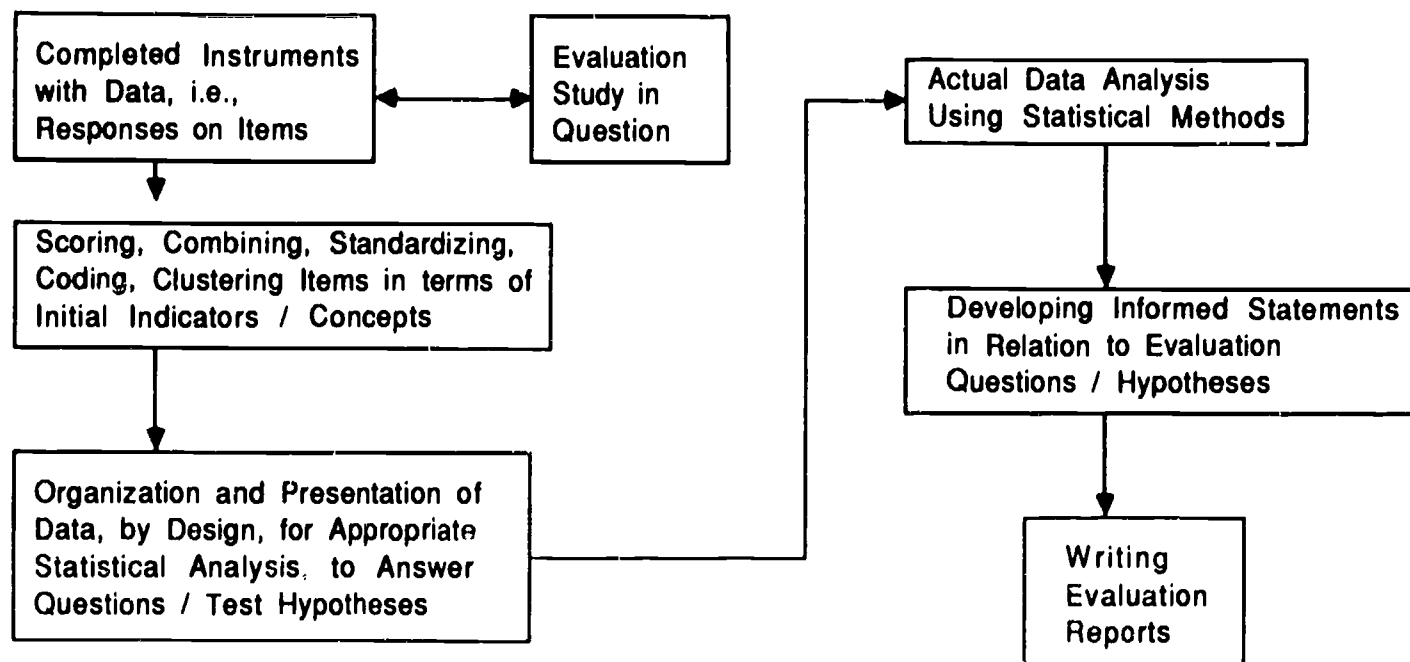 Completed Instruments
with Data, i.e.,
Responses on Items
Evaluation
Study in
Question
Scoring, Combining, Standardizing,
Coding, Clustering Items in terms of
Initial Indicators / Concepts
Organization and Presentation of
Data, by Design, for Appropriate
Statistical Analysis, to Answer
Questions / Test Hypotheses
Actual Data Analysis
Using Statistical Methods
Developing Informed Statements
in Relation to Evaluation
Questions / Hypotheses
Writing
Evaluation
Reports